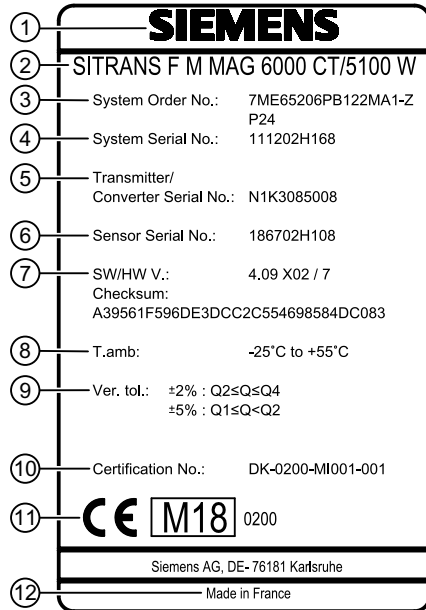 ① SIEMENS
② SITRANS F M MAG 6000 CT/5100 W
③ System Order No.: 7ME65206PB122MA1-Z
P24
④ System Serial No.: 111202H168
⑤ Transmitter/
Converter Serial No.: N1K3085008
⑥ Sensor Serial No.: 186702H108
⑦ SW/HW V.: 4.09 X02 / 7
Checksum:
A39561F596DE3DCC2C554698584DC083
⑧ T.amb: -25°C to +55°C
⑨ Ver. tol.: ±2% : Q2≤Q≤Q4
±5% : Q1≤Q<Q2
⑩ Certification No.: DK-0200-MI001-001
⑪ CE M18 0200
Siemens AG, DE- 76181 Karlsruhe
⑫ Made in France